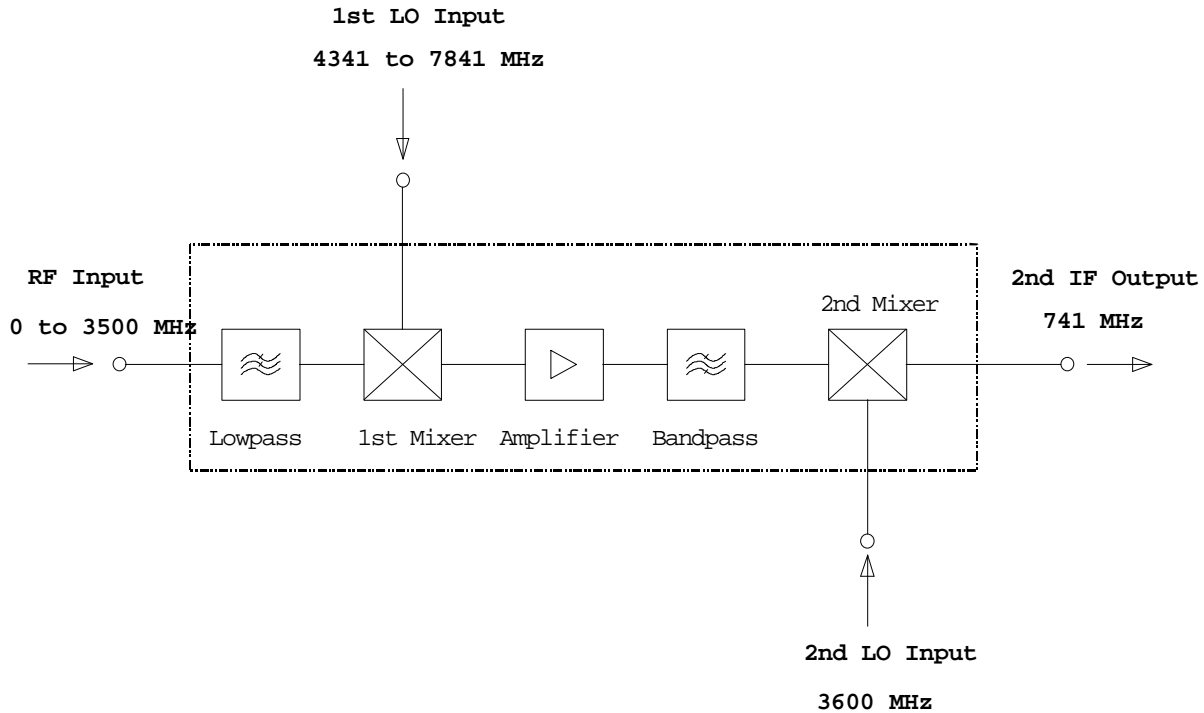 1st LO Input
4341 to 7841 MHz
RF Input
0 to 3500 MHz
2nd Mixer
2nd IF Output
741 MHz
Lowpass
1st Mixer
Amplifier
Bandpass
2nd LO Input
3600 MHz